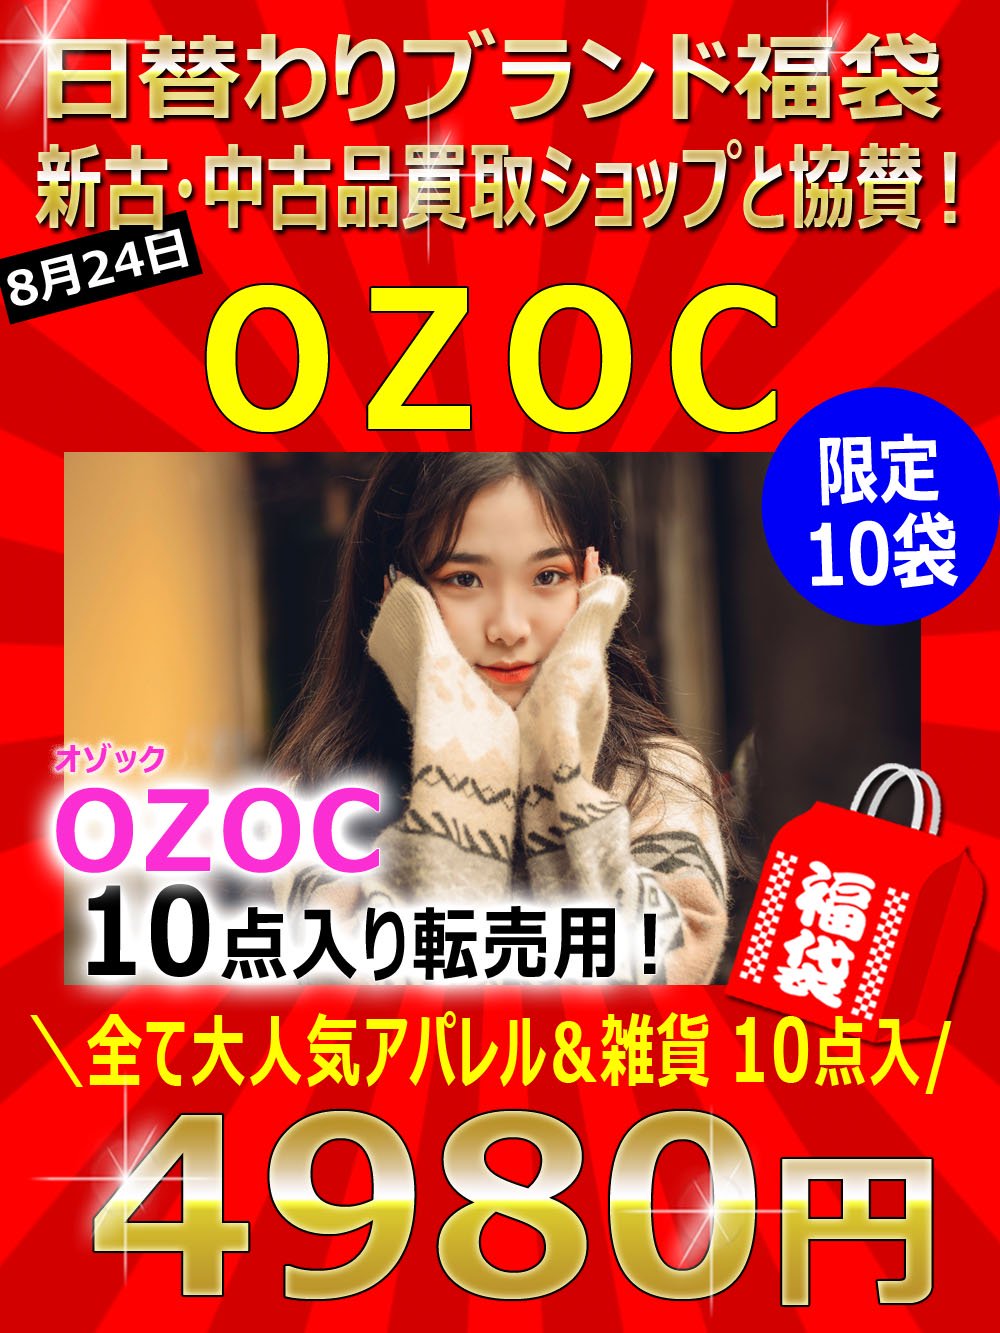 日替わりブランド福袋
新古・中古品買取ショップと協賛！
8月24日
OZOC
限定
10袋
オゾック
OZOC
10点入り転売用！
福袋
＼全て大人気アパレル＆雑貨 10点入/
4980円